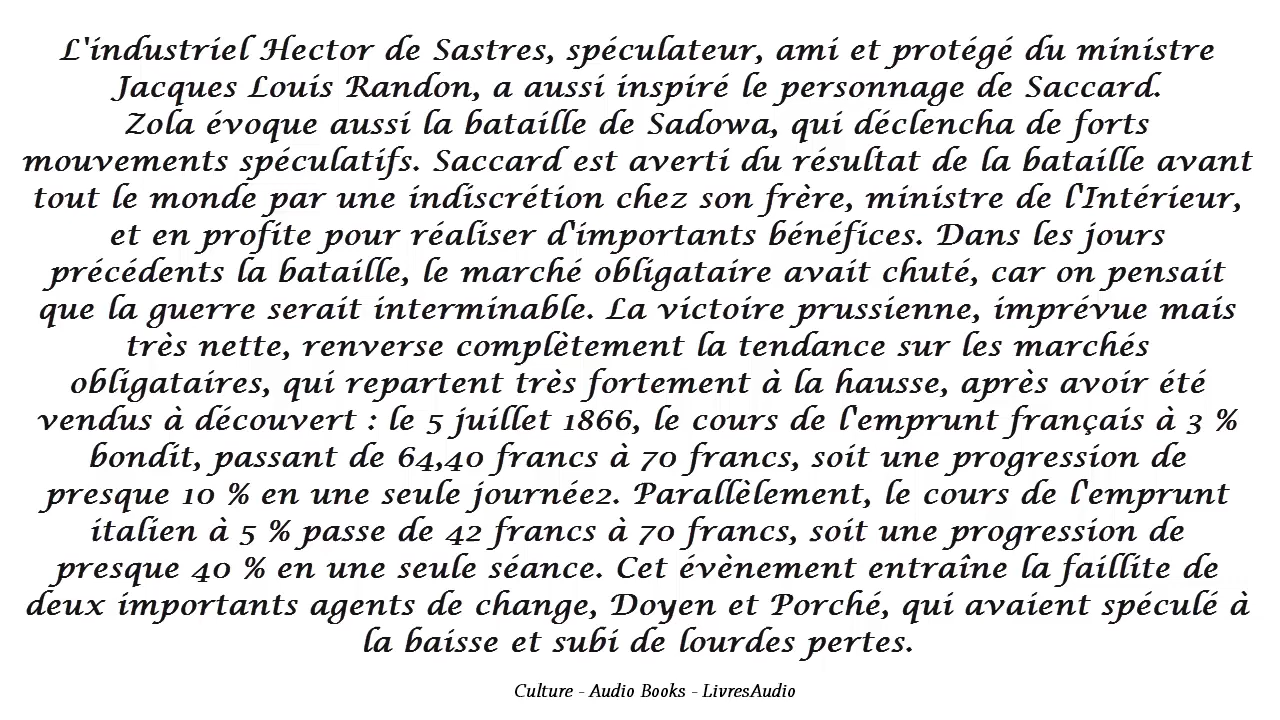 L'industriel Hector de Sastres, spéculateur, ami et protégé du ministre
Jacques Louis Randon, a aussi inspiré le personnage de Saccard.
Zola évoque aussi la bataille de Sadowa, qui déclencha de forts
mouvements spéculatifs. Saccard est averti du résultat de la bataille avant
tout le monde par une indiscrétion chez son frère, ministre de l'Intérieur,
et en profite pour réaliser d'importants bénéfices. Dans les jours
précédents la bataille, le marché obligataire avait chuté, car on pensait
que la guerre serait interminable. La victoire prussienne, imprévue mais
très nette, renverse complètement la tendance sur les marchés
obligataires, qui repartent très fortement à la hausse, après avoir été
vendus à découvert : le 5 juillet 1866, le cours de l'emprunt français à 3 %
bondit, passant de 64,40 francs à 70 francs, soit une progression de
presque 10 % en une seule journée2. Parallèlement, le cours de l'emprunt
italien à 5 % passe de 42 francs à 70 francs, soit une progression de
presque 40 % en une seule séance. Cet évènement entraîne la faillite de
deux importants agents de change, Doyen et Porché, qui avaient spéculé à
la baisse et subi de lourdes pertes.
Culture - Audio Books - LivresAudio